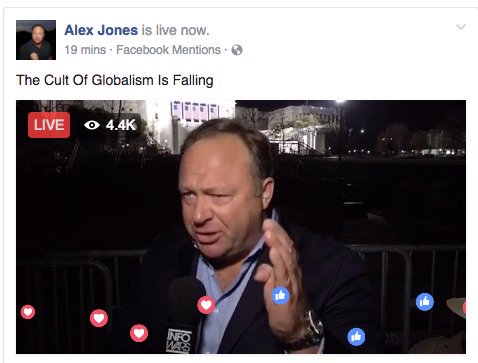 Alex Jones is live now.
19 mins · Facebook Mentions ·
The Cult Of Globalism Is Falling
LIVE 4.4K
INFO
WARS